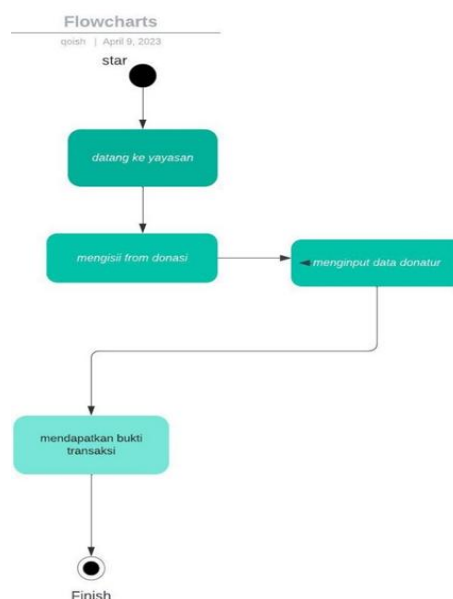 Flowcharts
qoish | April 9, 2023
star
datang ke yayasan
mengisii from donasi
menginput data donatur
mendapatkan bukti
transaksi
Finish